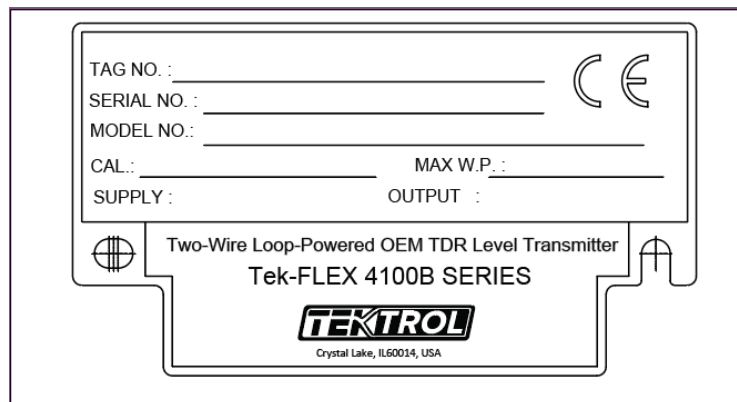 TAG NO. :
SERIAL NO. :
MODEL NO.:
CAL.: MAX W.P. :
SUPPLY : OUTPUT :
CE
Two-Wire Loop-Powered OEM TDR Level Transmitter
Tek-FLEX 4100B SERIES
TEKTROL
Crystal Lake, IL60014, USA